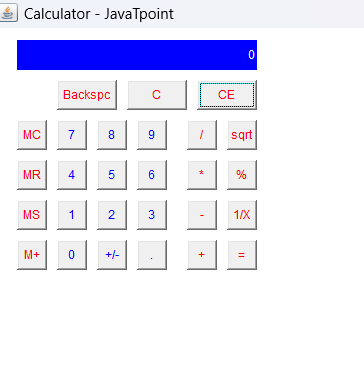 Calculator - JavaTpoint
0
Backspc C CE
MC 7 8 9 / sqrt
MR 4 5 6 * %
MS 1 2 3 - 1/X
M+ 0 +/- . + =